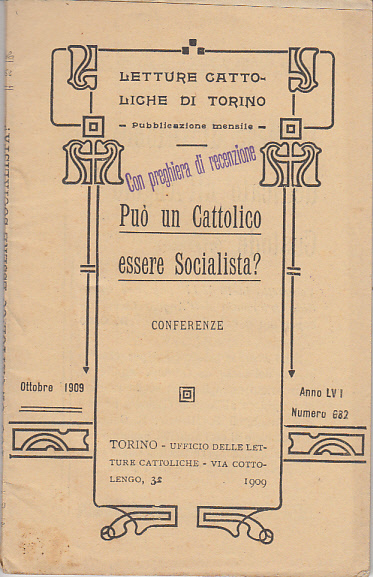 LETTURE CATTO-
LICHE DI TORINO
— Pubblicazione mensile —
Con preghiera di recenzione
Può un Cattolico
essere Socialista?
CONFERENZE
Ottobre 1909
Anno LVI
Numero 682
TORINO - UFFICIO DELLE LET-
TURE CATTOLICHE - VIA COTTO-
LENGO, 32 1909